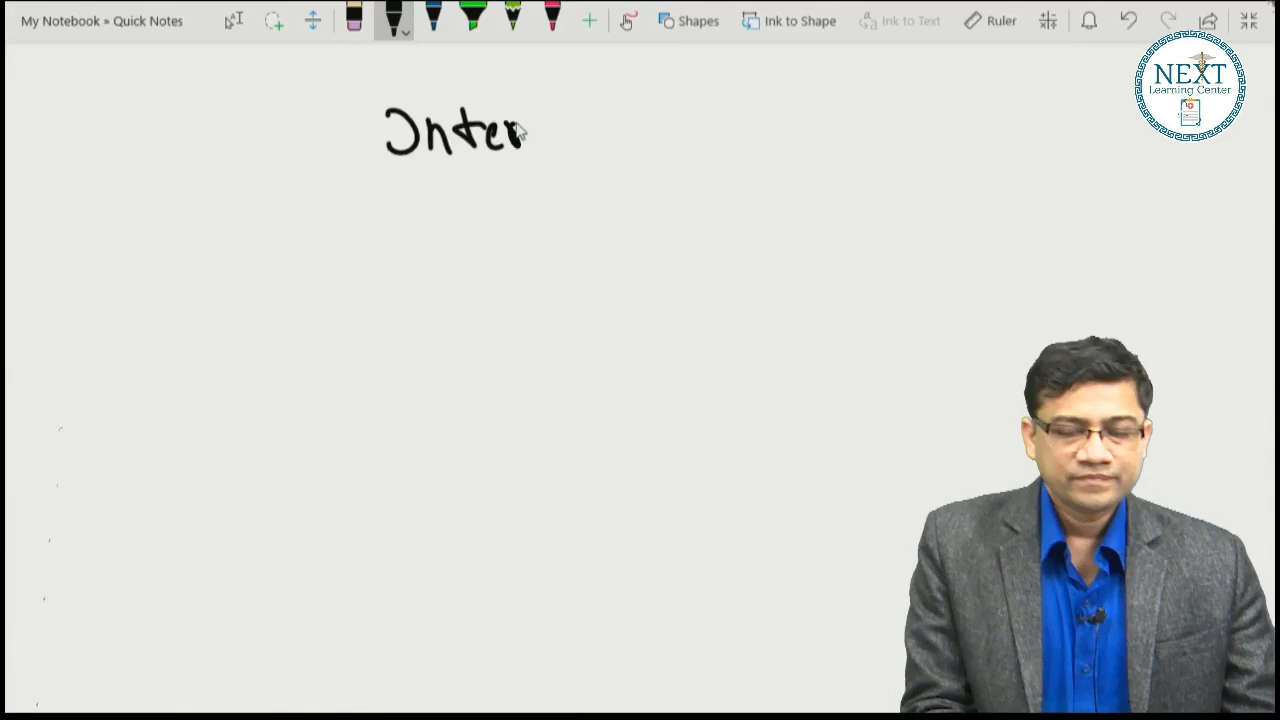 My Notebook » Quick Notes
Shapes
Ink to Shape
Ink to Text
Ruler
NEXT
Learning Center
Inter